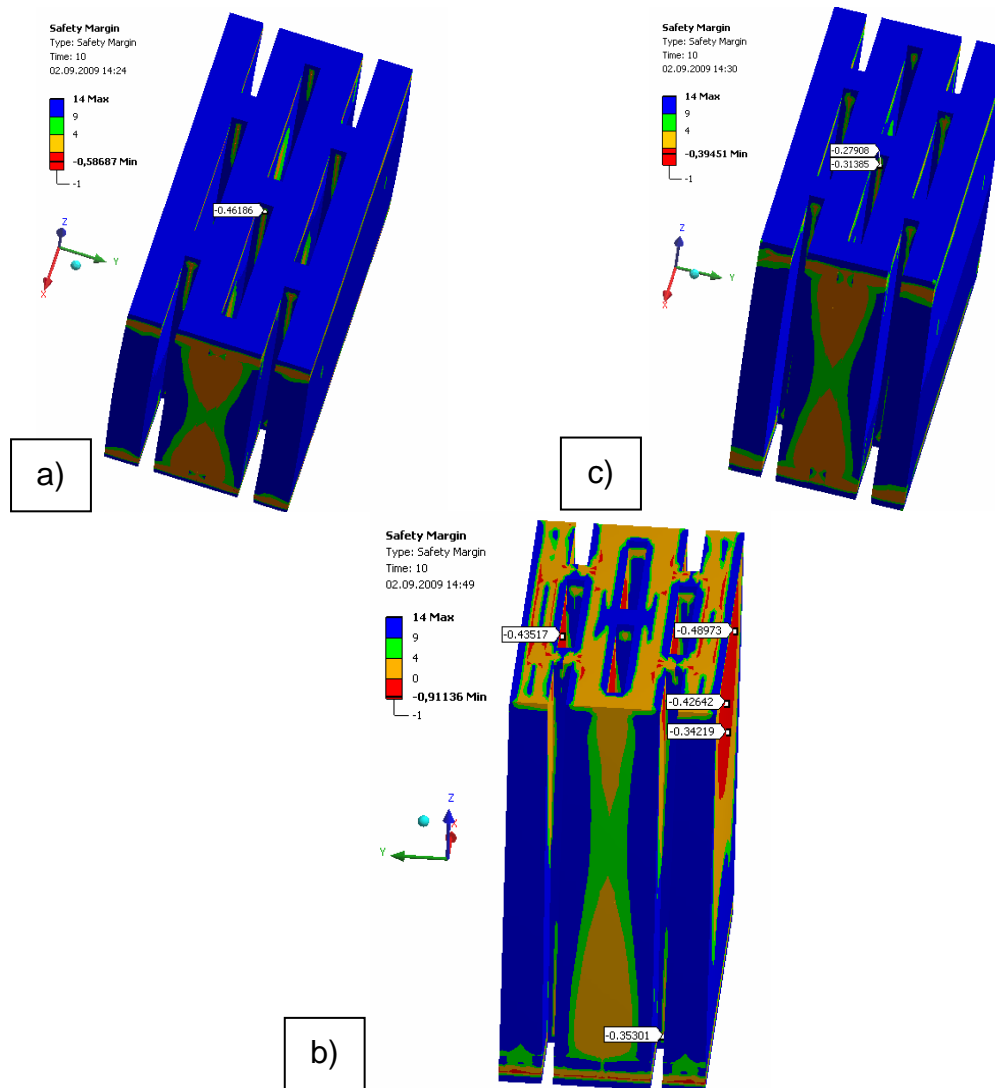 Safety Margin
Type: Safety Margin
Time: 10
02.09.2009 14:24
14 Max
9
4
-0,58687 Min
-1
-0.46186
Z
Y
X
a)
Safety Margin
Type: Safety Margin
Time: 10
02.09.2009 14:30
14 Max
9
4
-0,39451 Min
-1
-0.27908
-0.31385
Z
Y
X
c)
Safety Margin
Type: Safety Margin
Time: 10
02.09.2009 14:49
14 Max
9
4
0
-0,91136 Min
-1
-0.43517
-0.48973
-0.42642
-0.34219
-0.35301
Z
X
Y
b)